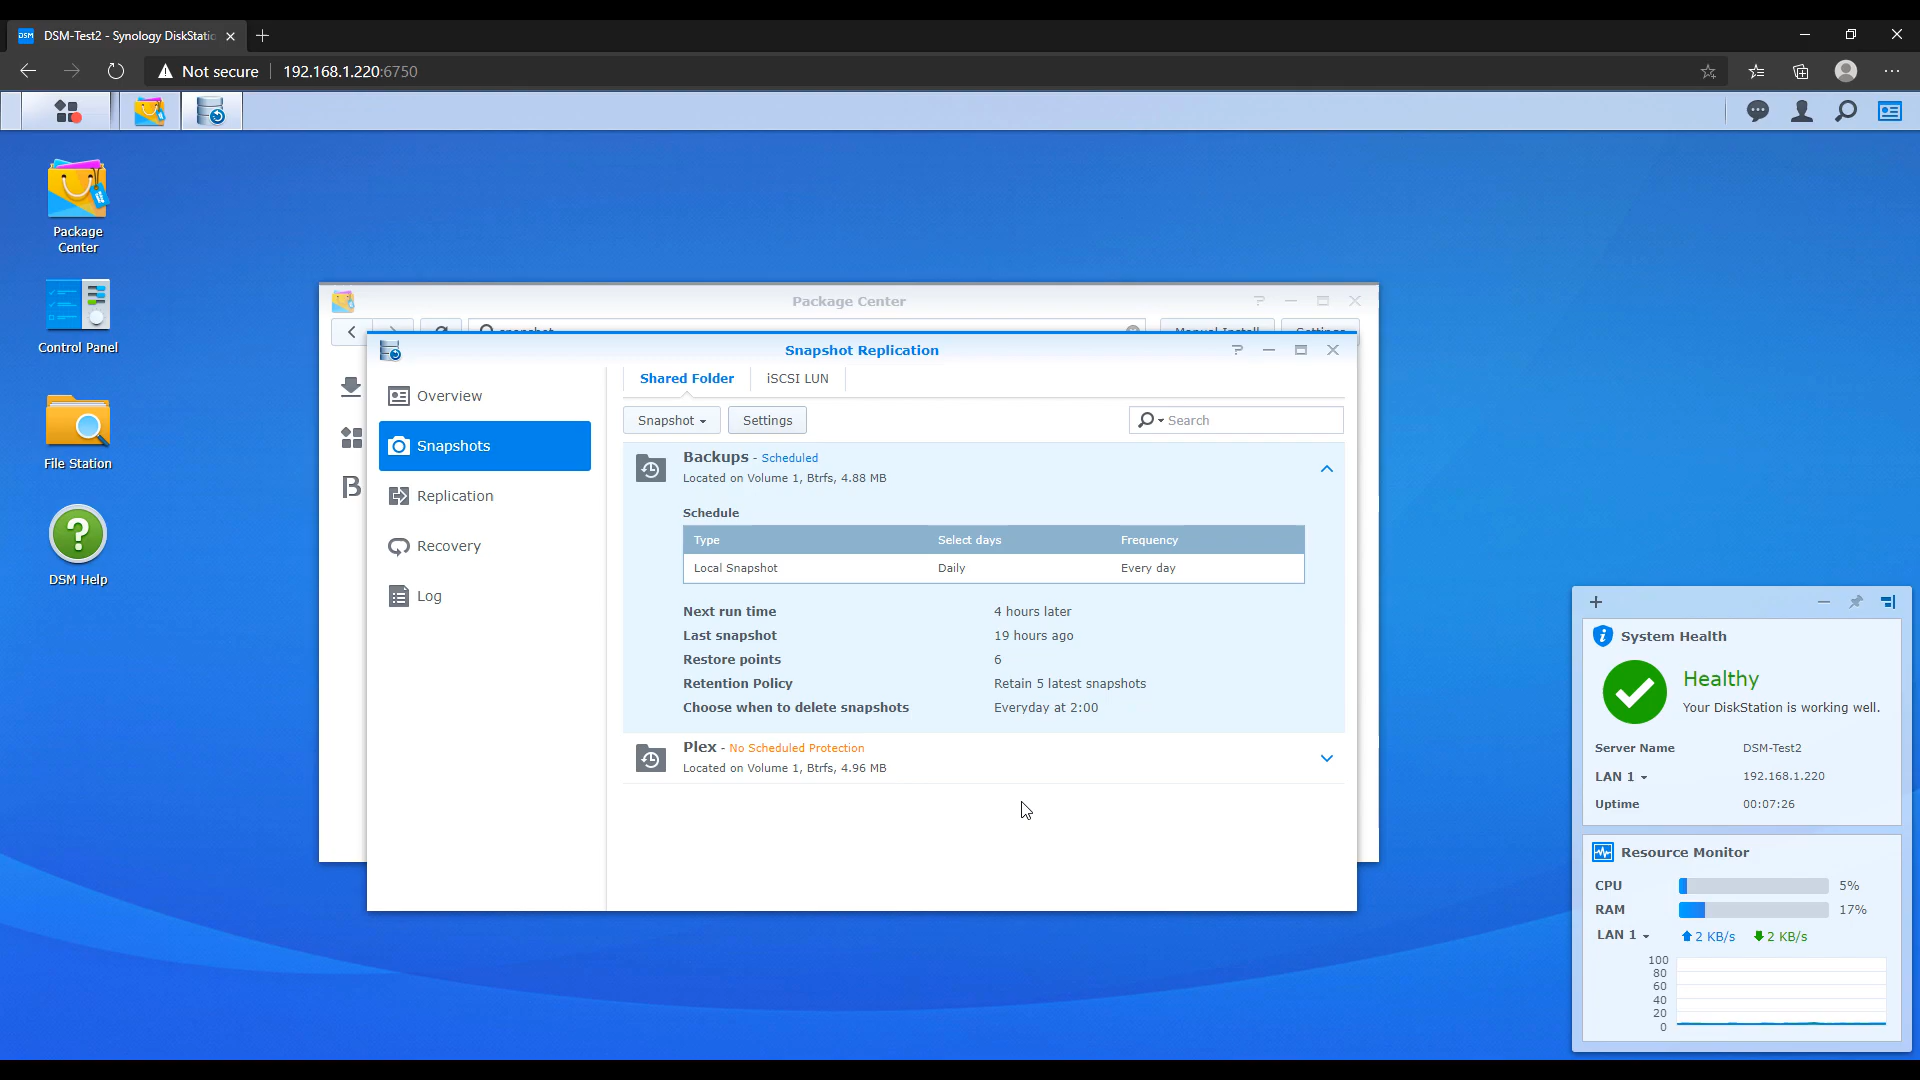 DSM-Test2 - Synology DiskStatio
Not secure
192.168.1.220:6750
Package
Center
Control Panel
File Station
DSM Help
Package Center
snapshot
Manual Install
Settings
Snapshot Replication
Overview
Snapshots
Replication
Recovery
Log
Shared Folder
iSCSI LUN
Snapshot
Settings
Search
Backups - Scheduled
Located on Volume 1, Btrfs, 4.88 MB
Schedule
Type Select days Frequency
Local Snapshot Daily Every day
Next run time 4 hours later
Last snapshot 19 hours ago
Restore points 6
Retention Policy Retain 5 latest snapshots
Choose when to delete snapshots Everyday at 2:00
Plex - No Scheduled Protection
Located on Volume 1, Btrfs, 4.96 MB
System Health
Healthy
Your DiskStation is working well.
Server Name DSM-Test2
LAN 1 192.168.1.220
Uptime 00:07:26
Resource Monitor
CPU 5%
RAM 17%
LAN 1 2 KB/s 2 KB/s
100
80
60
40
20
0